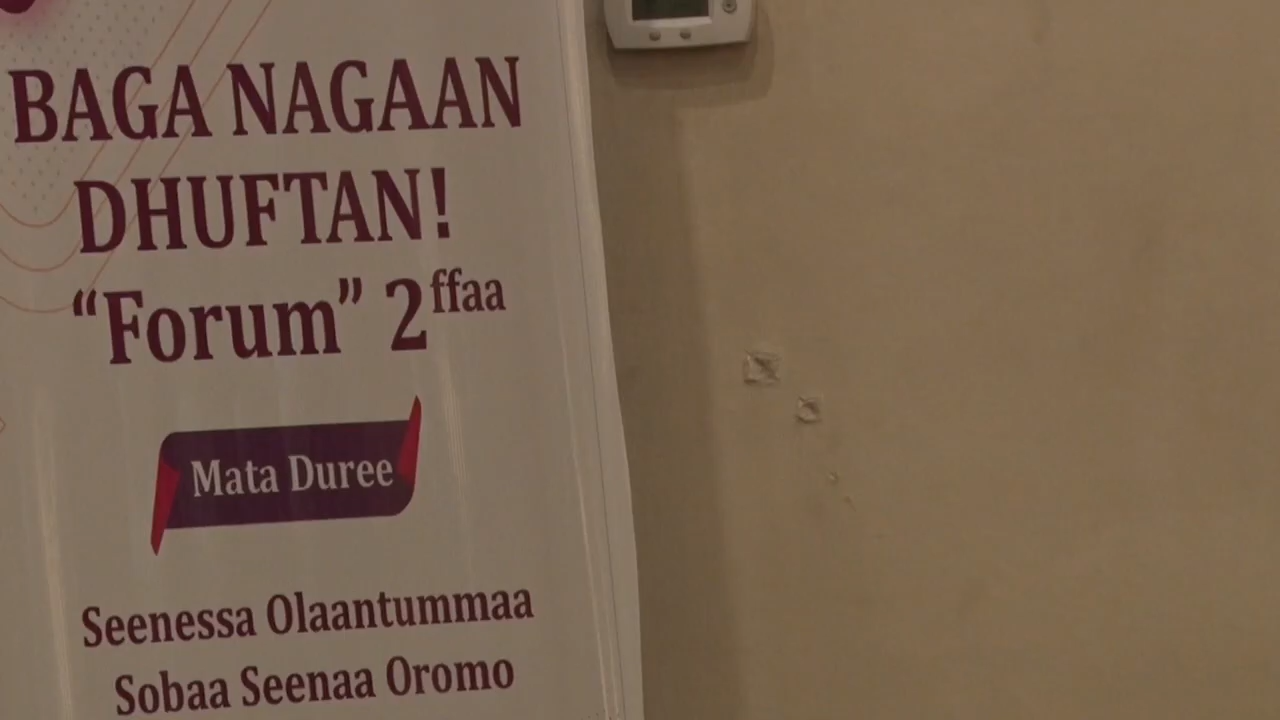 BAGA NAGAAN
DHUFTAN!
“Forum” 2ffaa
Mata Duree
Seenessa Olaantummaa
Sobaa Seenaa Oromo